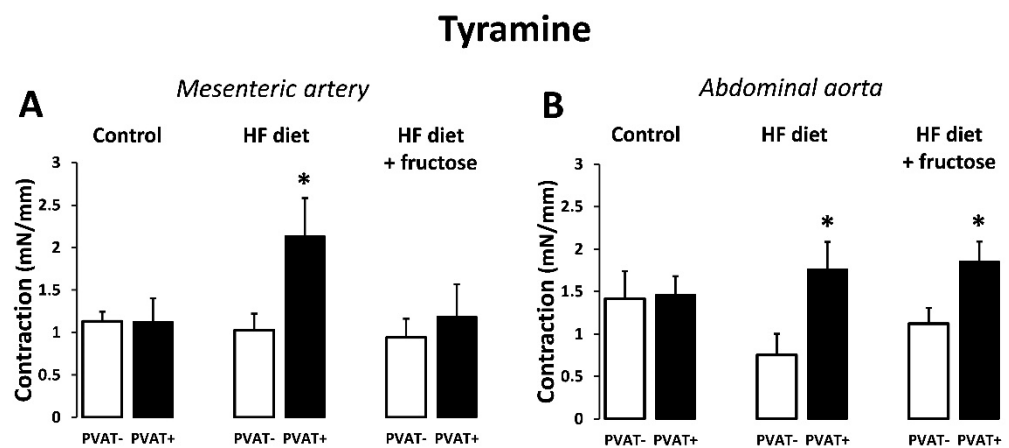 Tyramine
A
Mesenteric artery
Control
HF diet
HF diet
+ fructose
Contraction (mN/mm)
3
2.5
2
1.5
1
0.5
0
*
PVAT- PVAT+
PVAT- PVAT+
PVAT- PVAT+
B
Abdominal aorta
Control
HF diet
HF diet
+ fructose
Contraction (mN/mm)
3
2.5
2
1.5
1
0.5
0
*
*
PVAT- PVAT+
PVAT- PVAT+
PVAT- PVAT+